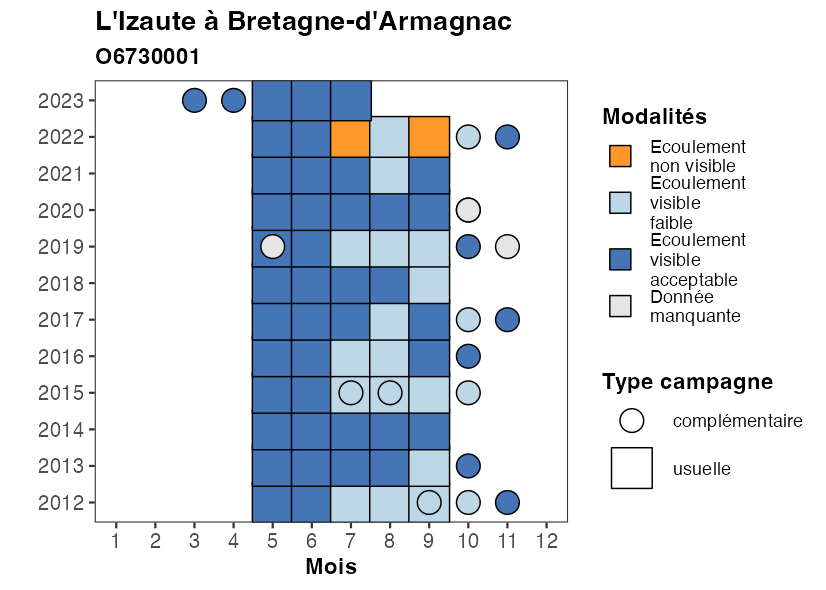 L'Izaute à Bretagne-d'Armagnac
O6730001
2023
2022
2021
2020
2019
2018
2017
2016
2015
2014
2013
2012
1 2 3 4 5 6 7 8 9 10 11 12
Mois
Modalités
Ecoulement
non visible
Ecoulement
visible
faible
Ecoulement
visible
acceptable
Donnée
manquante
Type campagne
complémentaire
usuelle